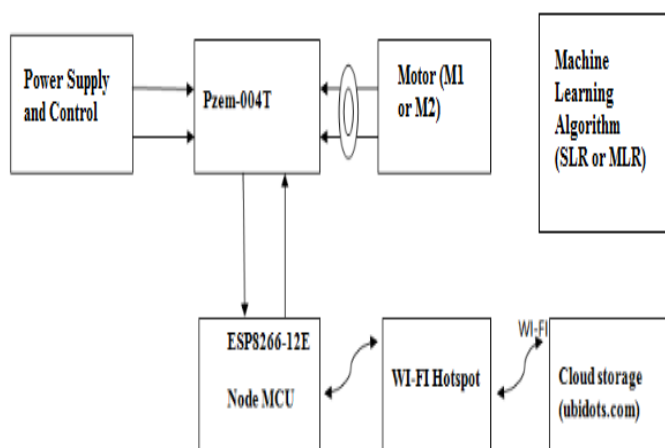 Power Supply
and Control
Pzem-004T
Motor (M1
or M2)
Machine
Learning
Algorithm
(SLR or MLR)
ESP8266-12E
Node MCU
WI-FI Hotspot
WI-FI
Cloud storage
(ubidots.com)